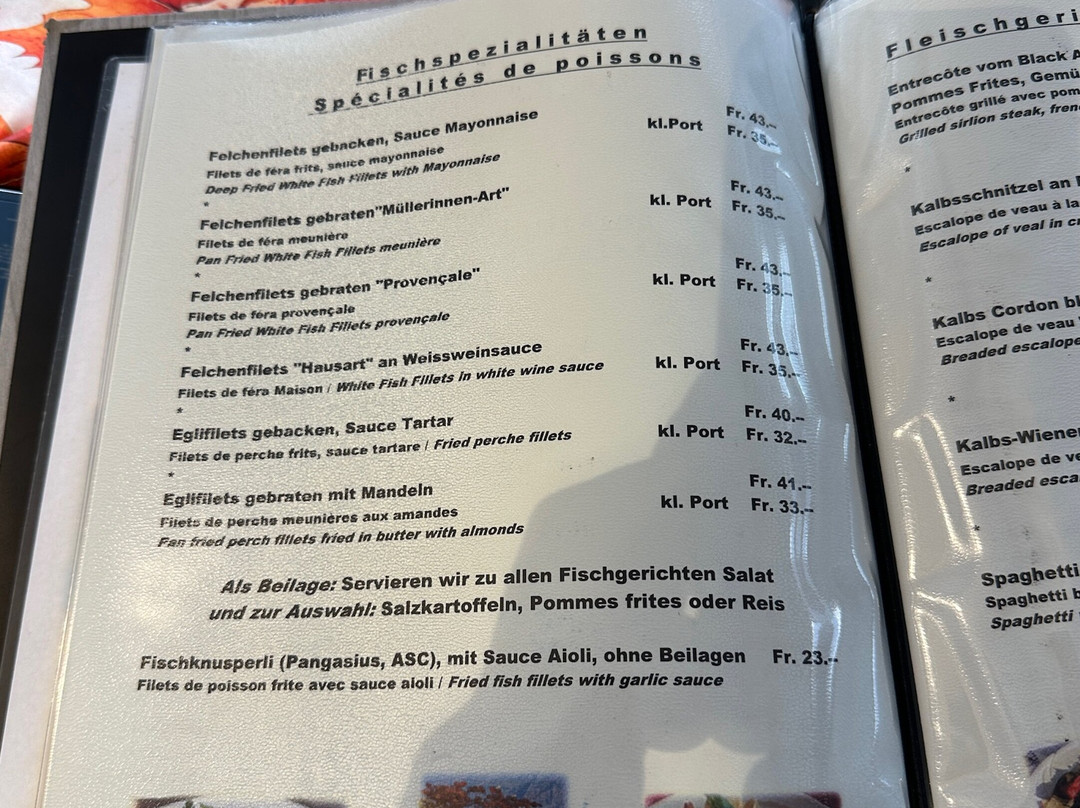 Fischspezialitäten
Spécialités de poissons
Felchenfilets gebacken, Sauce Mayonnaise
Fr. 43.–
Filets de féra frits, sauce mayonnaise
kl.Port Fr. 35.–
Deep Fried White Fish Fillets with Mayonnaise
*
Felchenfilets gebraten"Müllerinnen-Art"
Fr. 43.–
Filets de féra meunière
kl. Port Fr. 35.–
Pan Fried White Fish Fillets meunière
*
Felchenfilets gebraten "Provençale"
Fr. 43.–
Filets de féra provençale
kl. Port Fr. 35.–
Pan Fried White Fish Fillets provençale
*
Felchenfilets "Hausart" an Weissweinsauce
Fr. 43.–
Filets de féra Maison / White Fish Fillets in white wine sauce
kl. Port Fr. 35.–
*
Eglifilets gebacken, Sauce Tartar
Fr. 40.–
Filets de perche frits, sauce tartare / Fried perche fillets
kl. Port Fr. 32.–
*
Eglifilets gebraten mit Mandeln
Fr. 41.–
Filets de perche meunières aux amandes
kl. Port Fr. 33.–
Pan fried perch fillets fried in butter with almonds
Als Beilage: Servieren wir zu allen Fischgerichten Salat
und zur Auswahl: Salzkartoffeln, Pommes frites oder Reis
Fischknusperli (Pangasius, ASC), mit Sauce Aioli, ohne Beilagen Fr. 23.–
Filets de poisson frite avec sauce aioli / Fried fish fillets with garlic sauce
Fleischgeri
Entrecôte vom Black A
Pommes Frites, Gemü
Entrecôte grillé avec pom
Grilled sirlion steak, fren
*
Kalbsschnitzel an
Escalope de veau à la
Escalope of veal in c
*
Kalbs Cordon bl
Escalope de veau
Breaded escalope
*
Kalbs-Wiener
Escalope de ve
Breaded esca
*
Spaghetti
Spaghetti b
Spaghetti